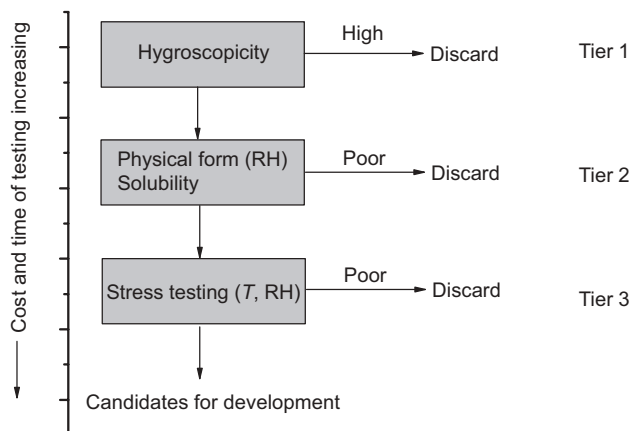 Cost and time of testing increasing
Hygroscopicity
High
Discard
Tier 1
Physical form (RH)
Solubility
Poor
Discard
Tier 2
Stress testing (T, RH)
Poor
Discard
Tier 3
Candidates for development